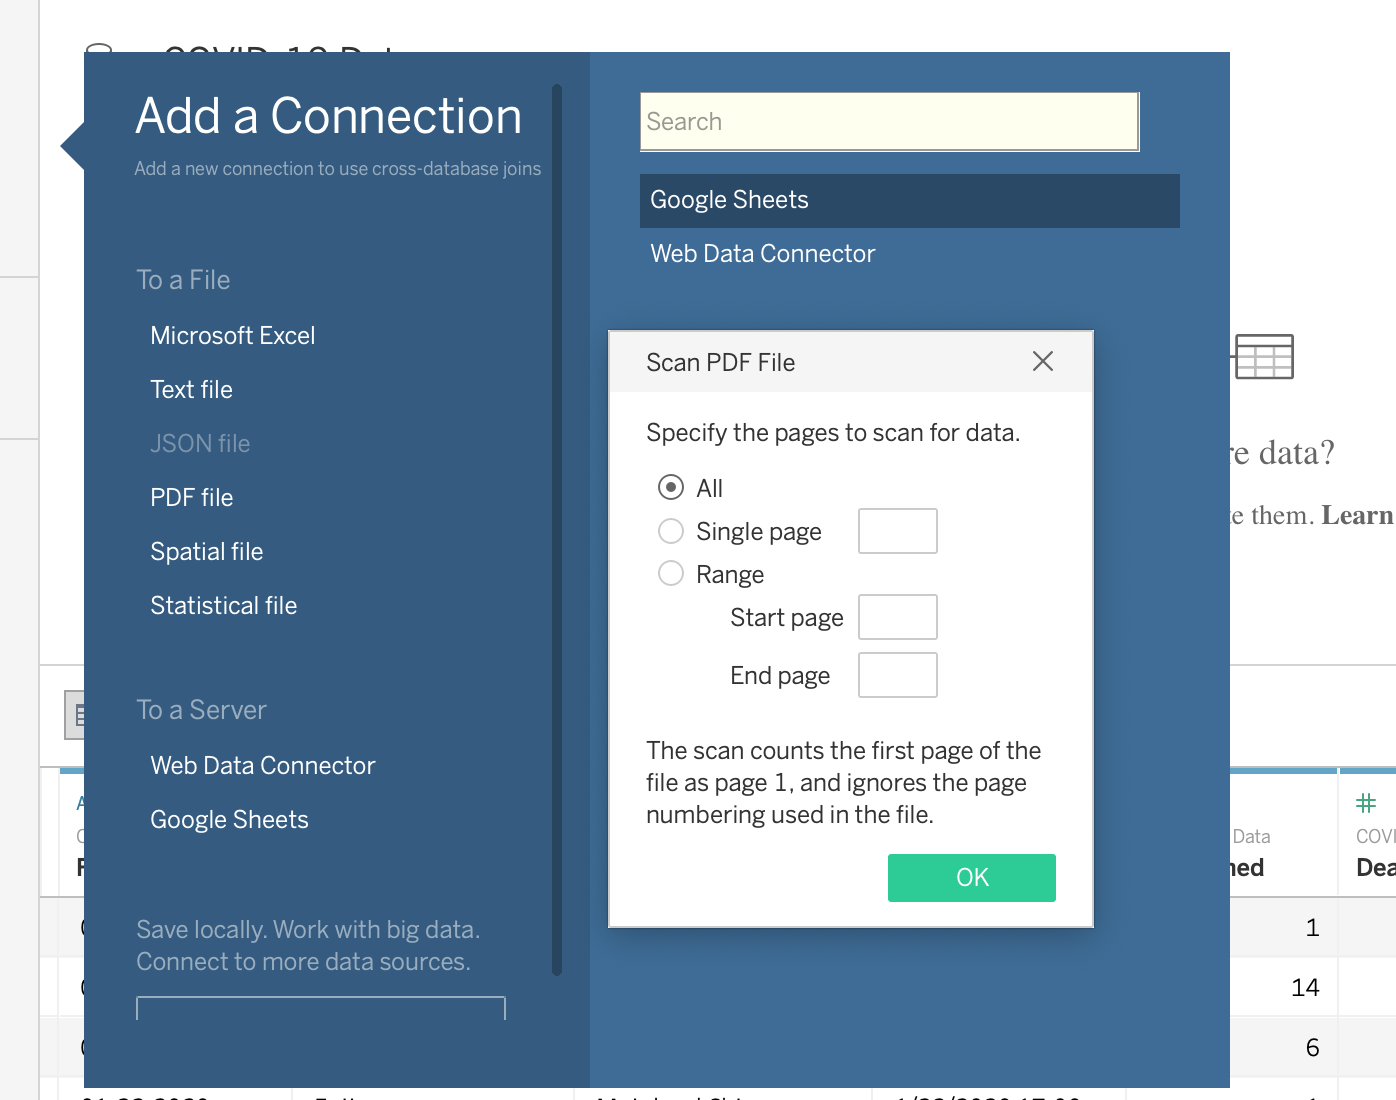 Add a Connection
Add a new connection to use cross-database joins
To a File
Microsoft Excel
Text file
JSON file
PDF file
Spatial file
Statistical file
To a Server
Web Data Connector
Google Sheets
Save locally. Work with big data.
Connect to more data sources.
Search
Google Sheets
Web Data Connector
Scan PDF File
Specify the pages to scan for data.
All
Single page
Range
Start page
End page
The scan counts the first page of the
file as page 1, and ignores the page
numbering used in the file.
OK
data?
them. Learn
#
Data
1
14
6